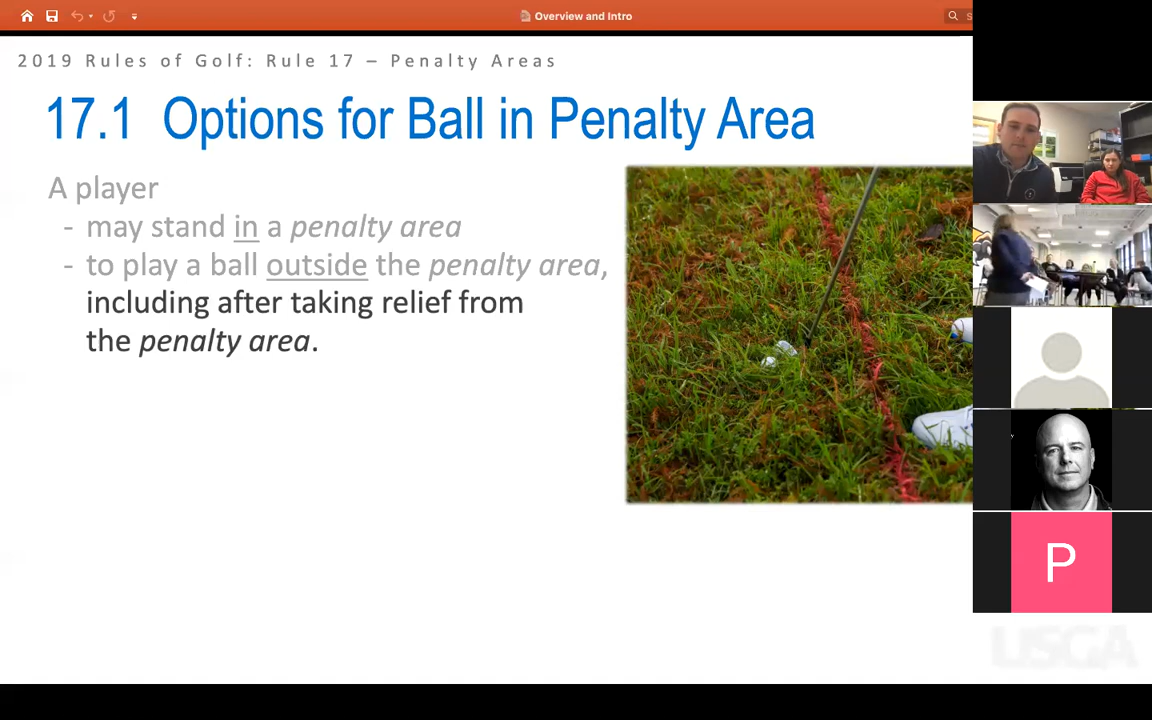 Overview and Intro
2019 Rules of Golf: Rule 17 – Penalty Areas
17.1 Options for Ball in Penalty Area
A player
- may stand in a penalty area
- to play a ball outside the penalty area,
including after taking relief from
the penalty area.
P
USGA